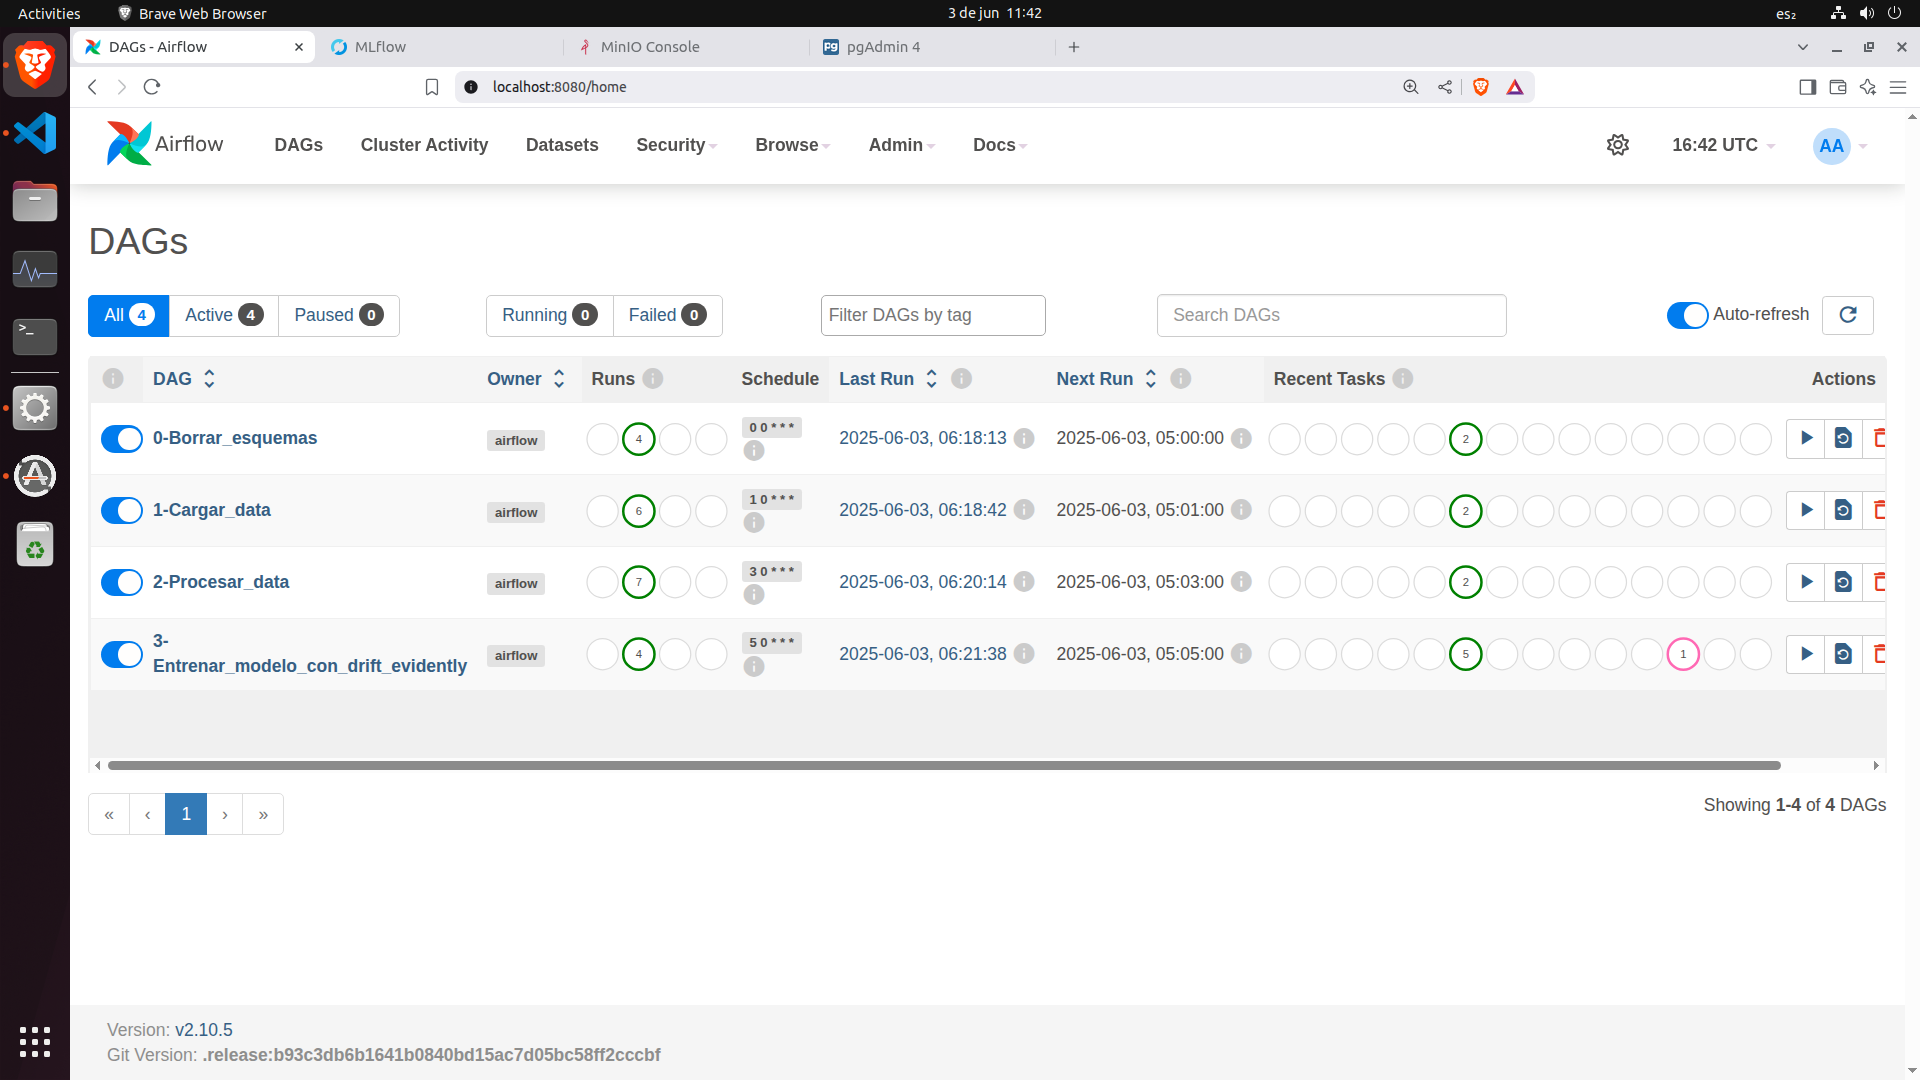 Activities
Brave Web Browser
3 de jun 11:42
es₂
DAGs - Airflow
MLflow
MinIO Console
pgAdmin 4
localhost:8080/home
Airflow
DAGs
Cluster Activity
Datasets
Security
Browse
Admin
Docs
16:42 UTC
AA
DAGs
All 4
Active 4
Paused 0
Running 0
Failed 0
Filter DAGs by tag
Search DAGs
Auto-refresh
DAG Owner Runs Schedule Last Run Next Run Recent Tasks Actions
0-Borrar_esquemas airflow 4 0 0 * * * 2025-06-03, 06:18:13 2025-06-03, 05:00:00 2
1-Cargar_data airflow 6 1 0 * * * 2025-06-03, 06:18:42 2025-06-03, 05:01:00 2
2-Procesar_data airflow 7 3 0 * * * 2025-06-03, 06:20:14 2025-06-03, 05:03:00 2
3-
Entrenar_modelo_con_drift_evidently airflow 4 5 0 * * * 2025-06-03, 06:21:38 2025-06-03, 05:05:00 5 1
« ‹ 1 › »
Showing 1-4 of 4 DAGs
Version: v2.10.5
Git Version: .release:b93c3db6b1641b0840bd15ac7d05bc58ff2cccbf